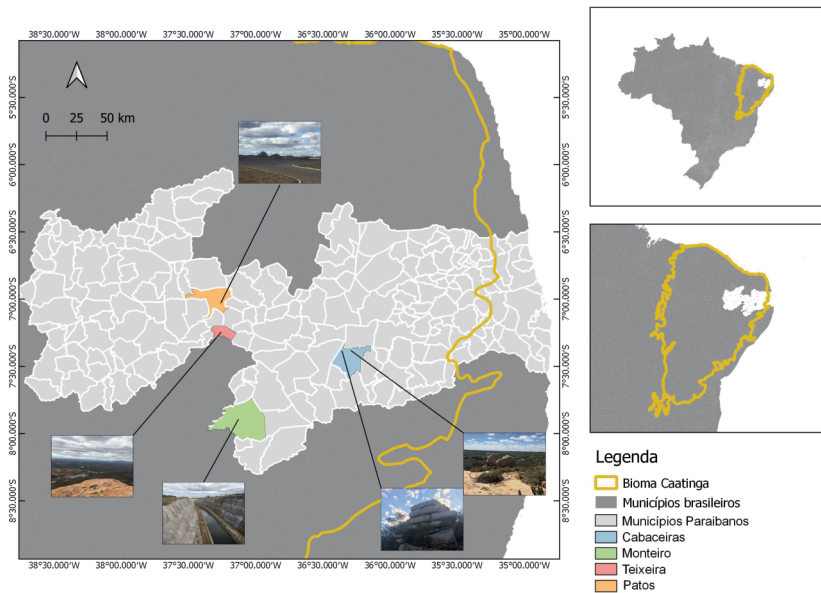 38°30.000'W 38°00.000'W 37°30.000'W 37°00.000'W 36°30.000'W 36°00.000'W 35°30.000'W 35°00.000'W
0 25 50 km
5°30.000'S
6°00.000'S
6°30.000'S
7°00.000'S
7°30.000'S
8°00.000'S
8°30.000'S
5°30.000'S
6°00.000'S
6°30.000'S
7°00.000'S
7°30.000'S
8°00.000'S
8°30.000'S
38°30.000'W 38°00.000'W 37°30.000'W 37°00.000'W 36°30.000'W 36°00.000'W 35°30.000'W 35°00.000'W
Legenda
Bioma Caatinga
Municípios brasileiros
Municípios Paraibanos
Cabaceiras
Monteiro
Teixeira
Patos